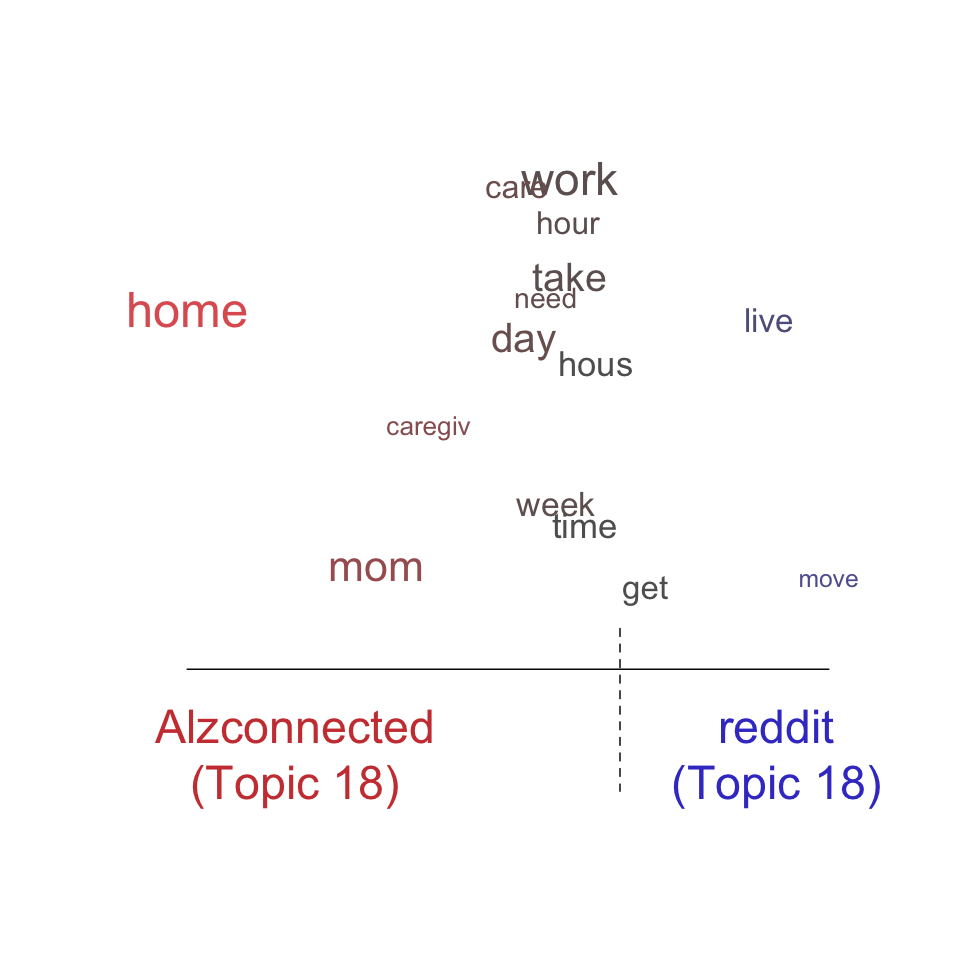 work
care
hour
take
need
home
live
day
hous
caregiv
week
time
mom
get
move
Alzconnected
(Topic 18)
reddit
(Topic 18)